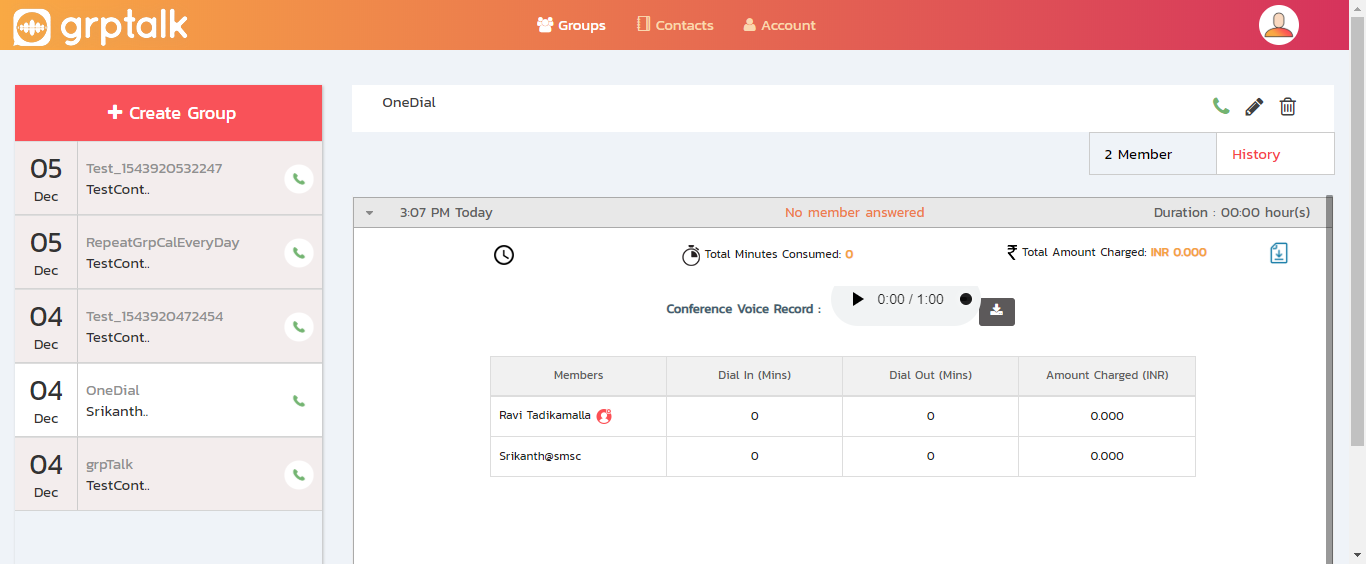 grptalk
Groups Contacts Account
Create Group
05 Dec
Test_1543920532247
TestCont..
05 Dec
RepeatGrpCalEveryDay
TestCont..
04 Dec
Test_1543920472454
TestCont..
04 Dec
OneDial
Srikanth..
04 Dec
grpTalk
TestCont..
OneDial
2 Member History
3:07 PM Today No member answered Duration : 00:00 hour(s)
Total Minutes Consumed: 0 ₹ Total Amount Charged: INR 0.000
Conference Voice Record : 0:00 / 1:00
Members Dial In (Mins) Dial Out (Mins) Amount Charged (INR)
Ravi Tadikamalla 0 0 0.000
Srikanth@smsc 0 0 0.000